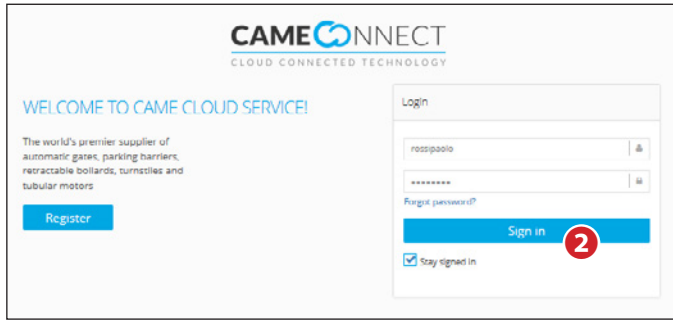 CAMECONNECT
CLOUD CONNECTED TECHNOLOGY
WELCOME TO CAME CLOUD SERVICE!
The world's premier supplier of
automatic gates, parking barriers,
retractable bollards, turnstiles and
tubular motors
Register
Login
rossipaolo
********
Forgot password?
Sign in
2
Stay signed in